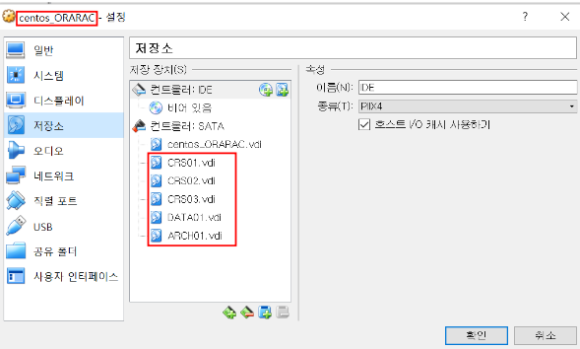 centos_ORARAC - 설정
? ×
일반
시스템
디스플레이
저장소
오디오
네트워크
직렬 포트
USB
공유 폴더
사용자 인터페이스
저장소
저장 장치(S)
컨트롤러: IDE
비어 있음
컨트롤러: SATA
centos_ORARAC.vdi
CRS01.vdi
CRS02.vdi
CRS03.vdi
DATA01.vdi
ARCH01.vdi
속성
이름(N): IDE
종류(T): PIIX4
호스트 I/O 캐시 사용하기
확인 취소